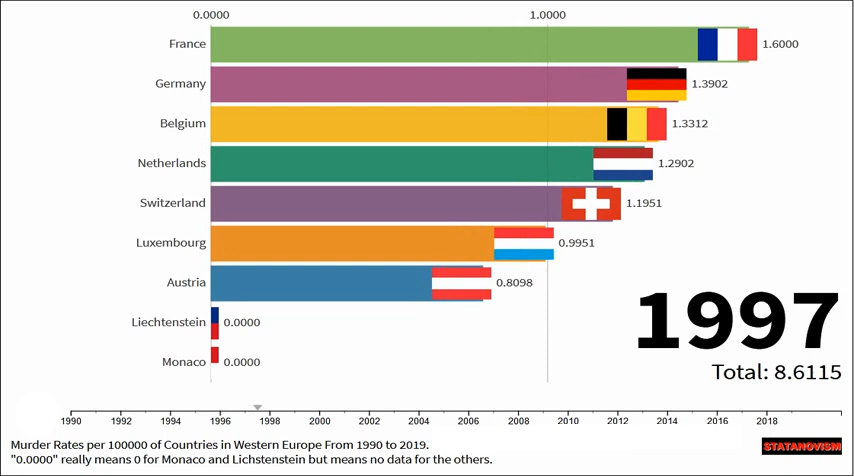 0.0000 1.0000
France 1.6000
Germany 1.3902
Belgium 1.3312
Netherlands 1.2902
Switzerland 1.1951
Luxembourg 0.9951
Austria 0.8098
Liechtenstein 0.0000
Monaco 0.0000
1997
Total: 8.6115
1990 1992 1994 1996 1998 2000 2002 2004 2006 2008 2010 2012 2014 2016 2018
Murder Rates per 100000 of Countries in Western Europe From 1990 to 2019.
"0.0000" really means 0 for Monaco and Lichstenstein but means no data for the others.
STATANOVISM